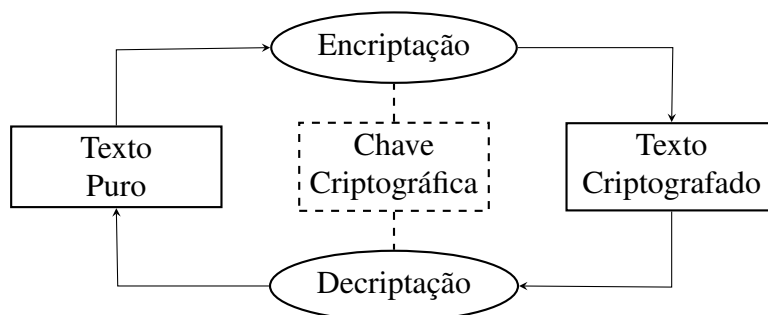 Encriptação
Texto
Puro
Chave
Criptográfica
Texto
Criptografado
Decriptação